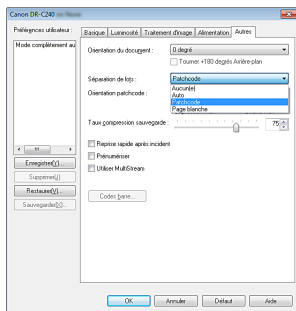 Canon DR-C240 on None
Préférences utilisateur :
Mode complètement au
Enregistrer(Y)...
Supprimer(J)
Restaurer(V)...
Sauvegarder(X)...
Basique Luminosité Traitement d'image Alimentation Autres
Orientation du document : 0 degré
Tourner +180 degrés Arrière-plan
Séparation de lots : Patchcode
Aucun(e)
Auto
Orientation patchcode : Patchcode
Page blanche
Taux compression sauvegarde : 75
Reprise rapide après incident
Prénumériser
Utiliser MultiStream
Codes barre...
OK Annuler Défaut Aide